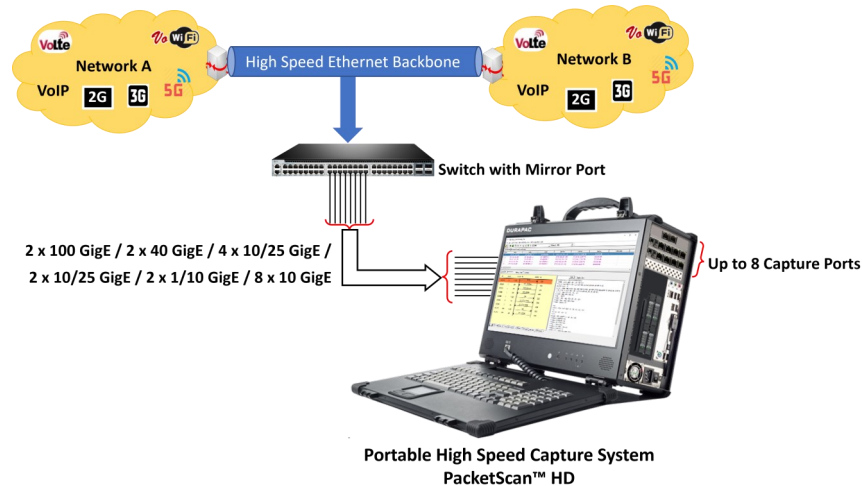 VoLte
Vo WiFi
Network A
VoIP
2G
3G
5G
High Speed Ethernet Backbone
VoLte
Vo WiFi
Network B
VoIP
2G
3G
5G
Switch with Mirror Port
2 x 100 GigE / 2 x 40 GigE / 4 x 10/25 GigE /
2 x 10/25 GigE / 2 x 1/10 GigE / 8 x 10 GigE
DURAPAC
Up to 8 Capture Ports
Portable High Speed Capture System
PacketScan™ HD